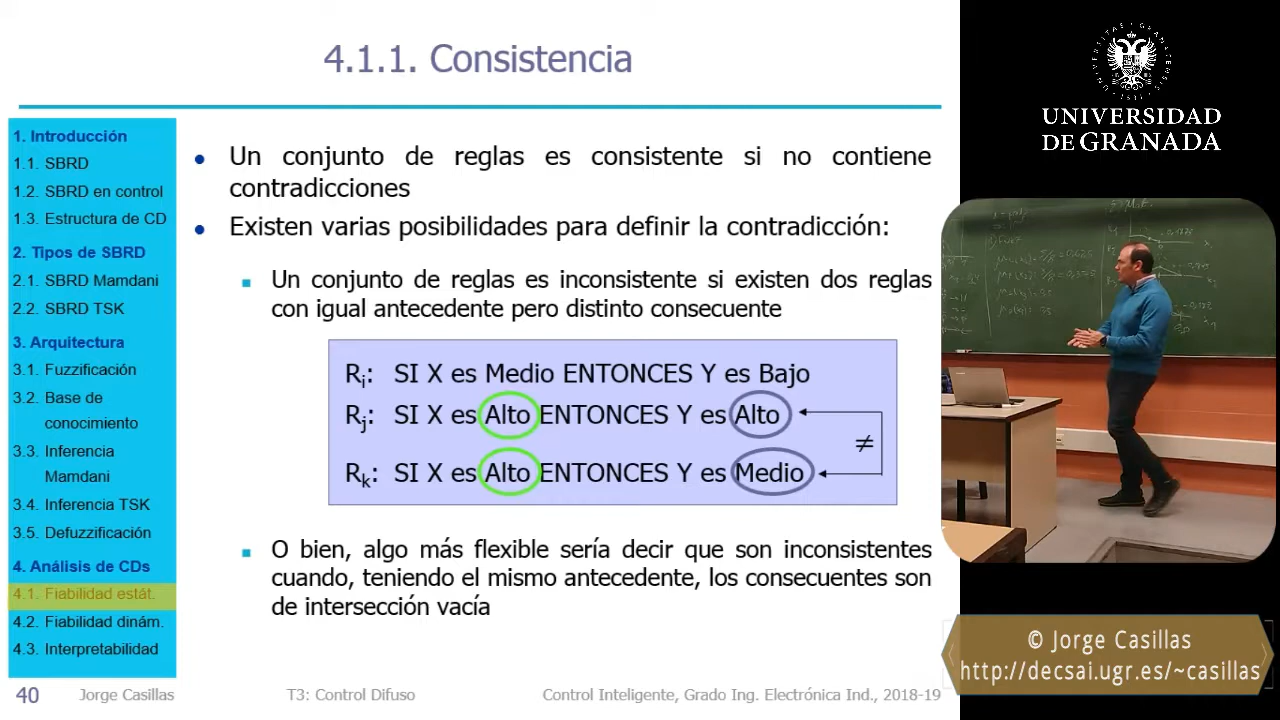 4.1.1. Consistencia
1. Introducción
1.1. SBRD
1.2. SBRD en control
1.3. Estructura de CD
2. Tipos de SBRD
2.1. SBRD Mamdani
2.2. SBRD TSK
3. Arquitectura
3.1. Fuzzificación
3.2. Base de
conocimiento
3.3. Inferencia
Mamdani
3.4. Inferencia TSK
3.5. Defuzzificación
4. Análisis de CDs
4.1. Fiabilidad estát.
4.2. Fiabilidad dinám.
4.3. Interpretabilidad
Un conjunto de reglas es consistente si no contiene
contradicciones
Existen varias posibilidades para definir la contradicción:
Un conjunto de reglas es inconsistente si existen dos reglas
con igual antecedente pero distinto consecuente
Ri: SI X es Medio ENTONCES Y es Bajo
Rj: SI X es Alto ENTONCES Y es Alto
≠
Rk: SI X es Alto ENTONCES Y es Medio
O bien, algo más flexible sería decir que son inconsistentes
cuando, teniendo el mismo antecedente, los consecuentes son
de intersección vacía
40 Jorge Casillas T3: Control Difuso Control Inteligente, Grado Ing. Electrónica Ind., 2018-19
UNIVERSIDAD
DE GRANADA
© Jorge Casillas
http://decsai.ugr.es/~casillas